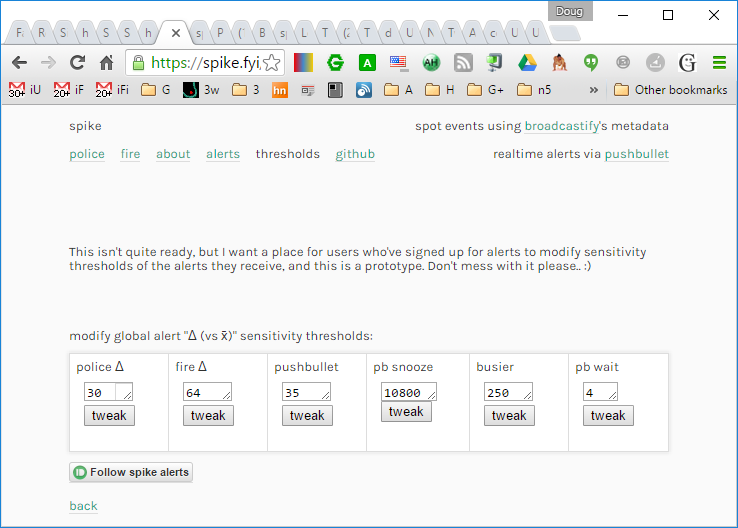 Doug
F R S h S S h s P ( B s L T (2 T d U N T A c U U
https://spike.fyi
30+ iU 20+ iF 20+ iFi G 3w 3 hn A H G+ n5 » Other bookmarks
spike spot events using broadcastify's metadata
police fire about alerts thresholds github realtime alerts via pushbullet
This isn't quite ready, but I want a place for users who've signed up for alerts to modify sensitivity
thresholds of the alerts they receive, and this is a prototype. Don't mess with it please.. :)
modify global alert "Δ (vs x̄)" sensitivity thresholds:
police Δ fire Δ pushbullet pb snooze busier pb wait
30 64 35 10800 250 4
tweak tweak tweak tweak tweak tweak
Follow spike alerts
back